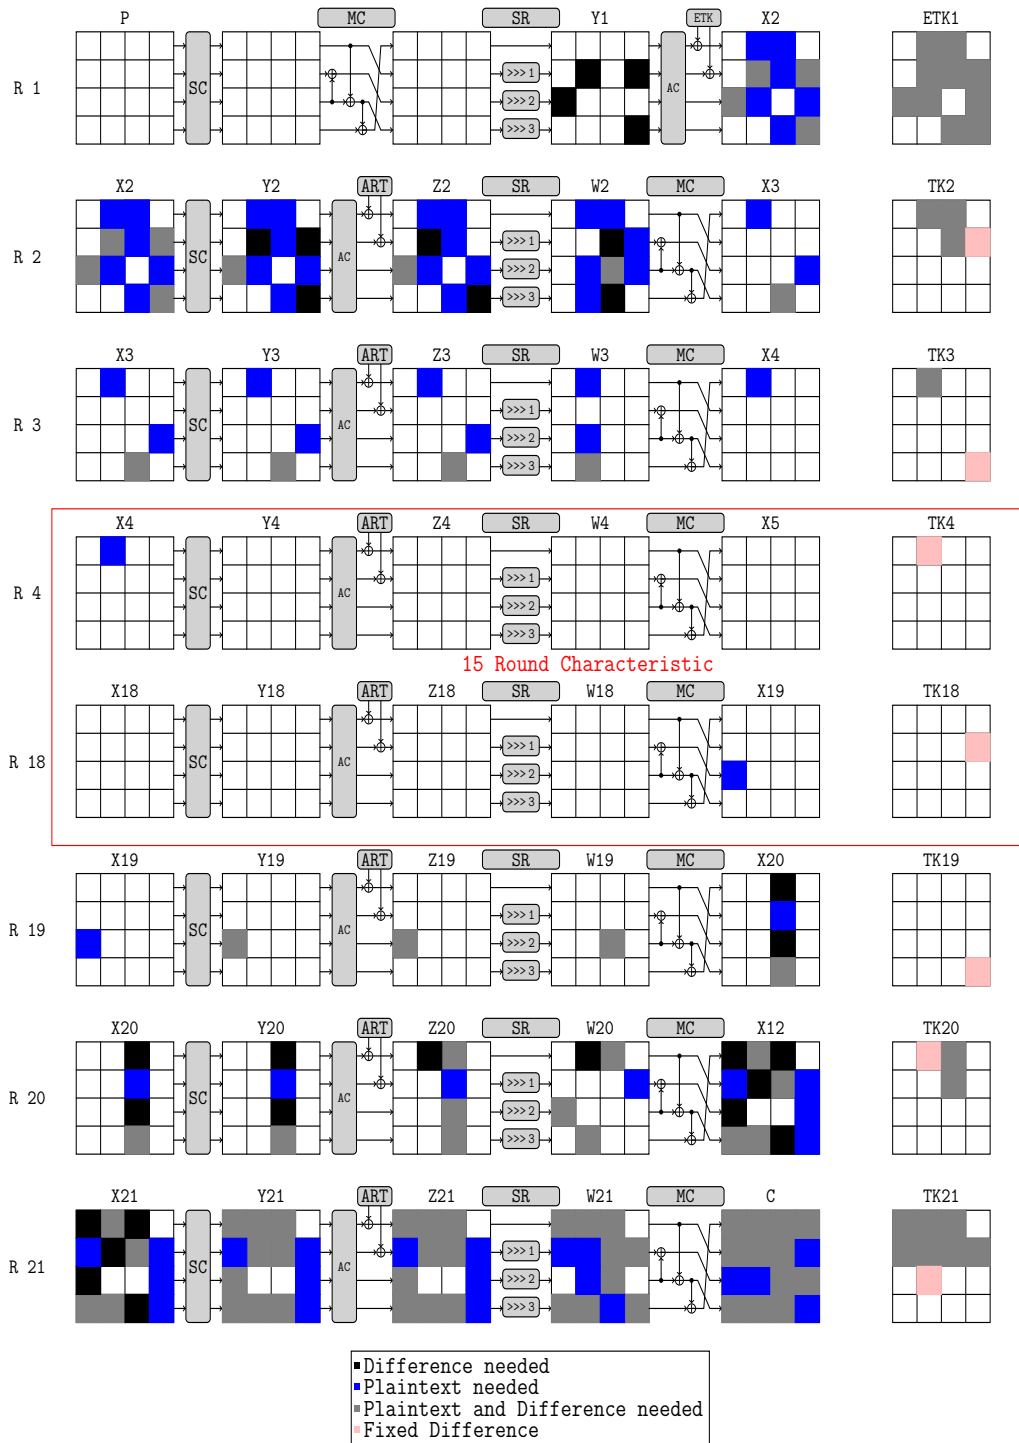 P MC SR Y1 ETK X2 ETK1
R 1 SC >>> 1 >>> 2 >>> 3 AC
X2 Y2 ART Z2 SR W2 MC X3 TK2
R 2 SC AC >>> 1 >>> 2 >>> 3
X3 Y3 ART Z3 SR W3 MC X4 TK3
R 3 SC AC >>> 1 >>> 2 >>> 3
X4 Y4 ART Z4 SR W4 MC X5 TK4
R 4 SC AC >>> 1 >>> 2 >>> 3
15 Round Characteristic
X18 Y18 ART Z18 SR W18 MC X19 TK18
R 18 SC AC >>> 1 >>> 2 >>> 3
X19 Y19 ART Z19 SR W19 MC X20 TK19
R 19 SC AC >>> 1 >>> 2 >>> 3
X20 Y20 ART Z20 SR W20 MC X12 TK20
R 20 SC AC >>> 1 >>> 2 >>> 3
X21 Y21 ART Z21 SR W21 MC C TK21
R 21 SC AC >>> 1 >>> 2 >>> 3
Difference needed
Plaintext needed
Plaintext and Difference needed
Fixed Difference